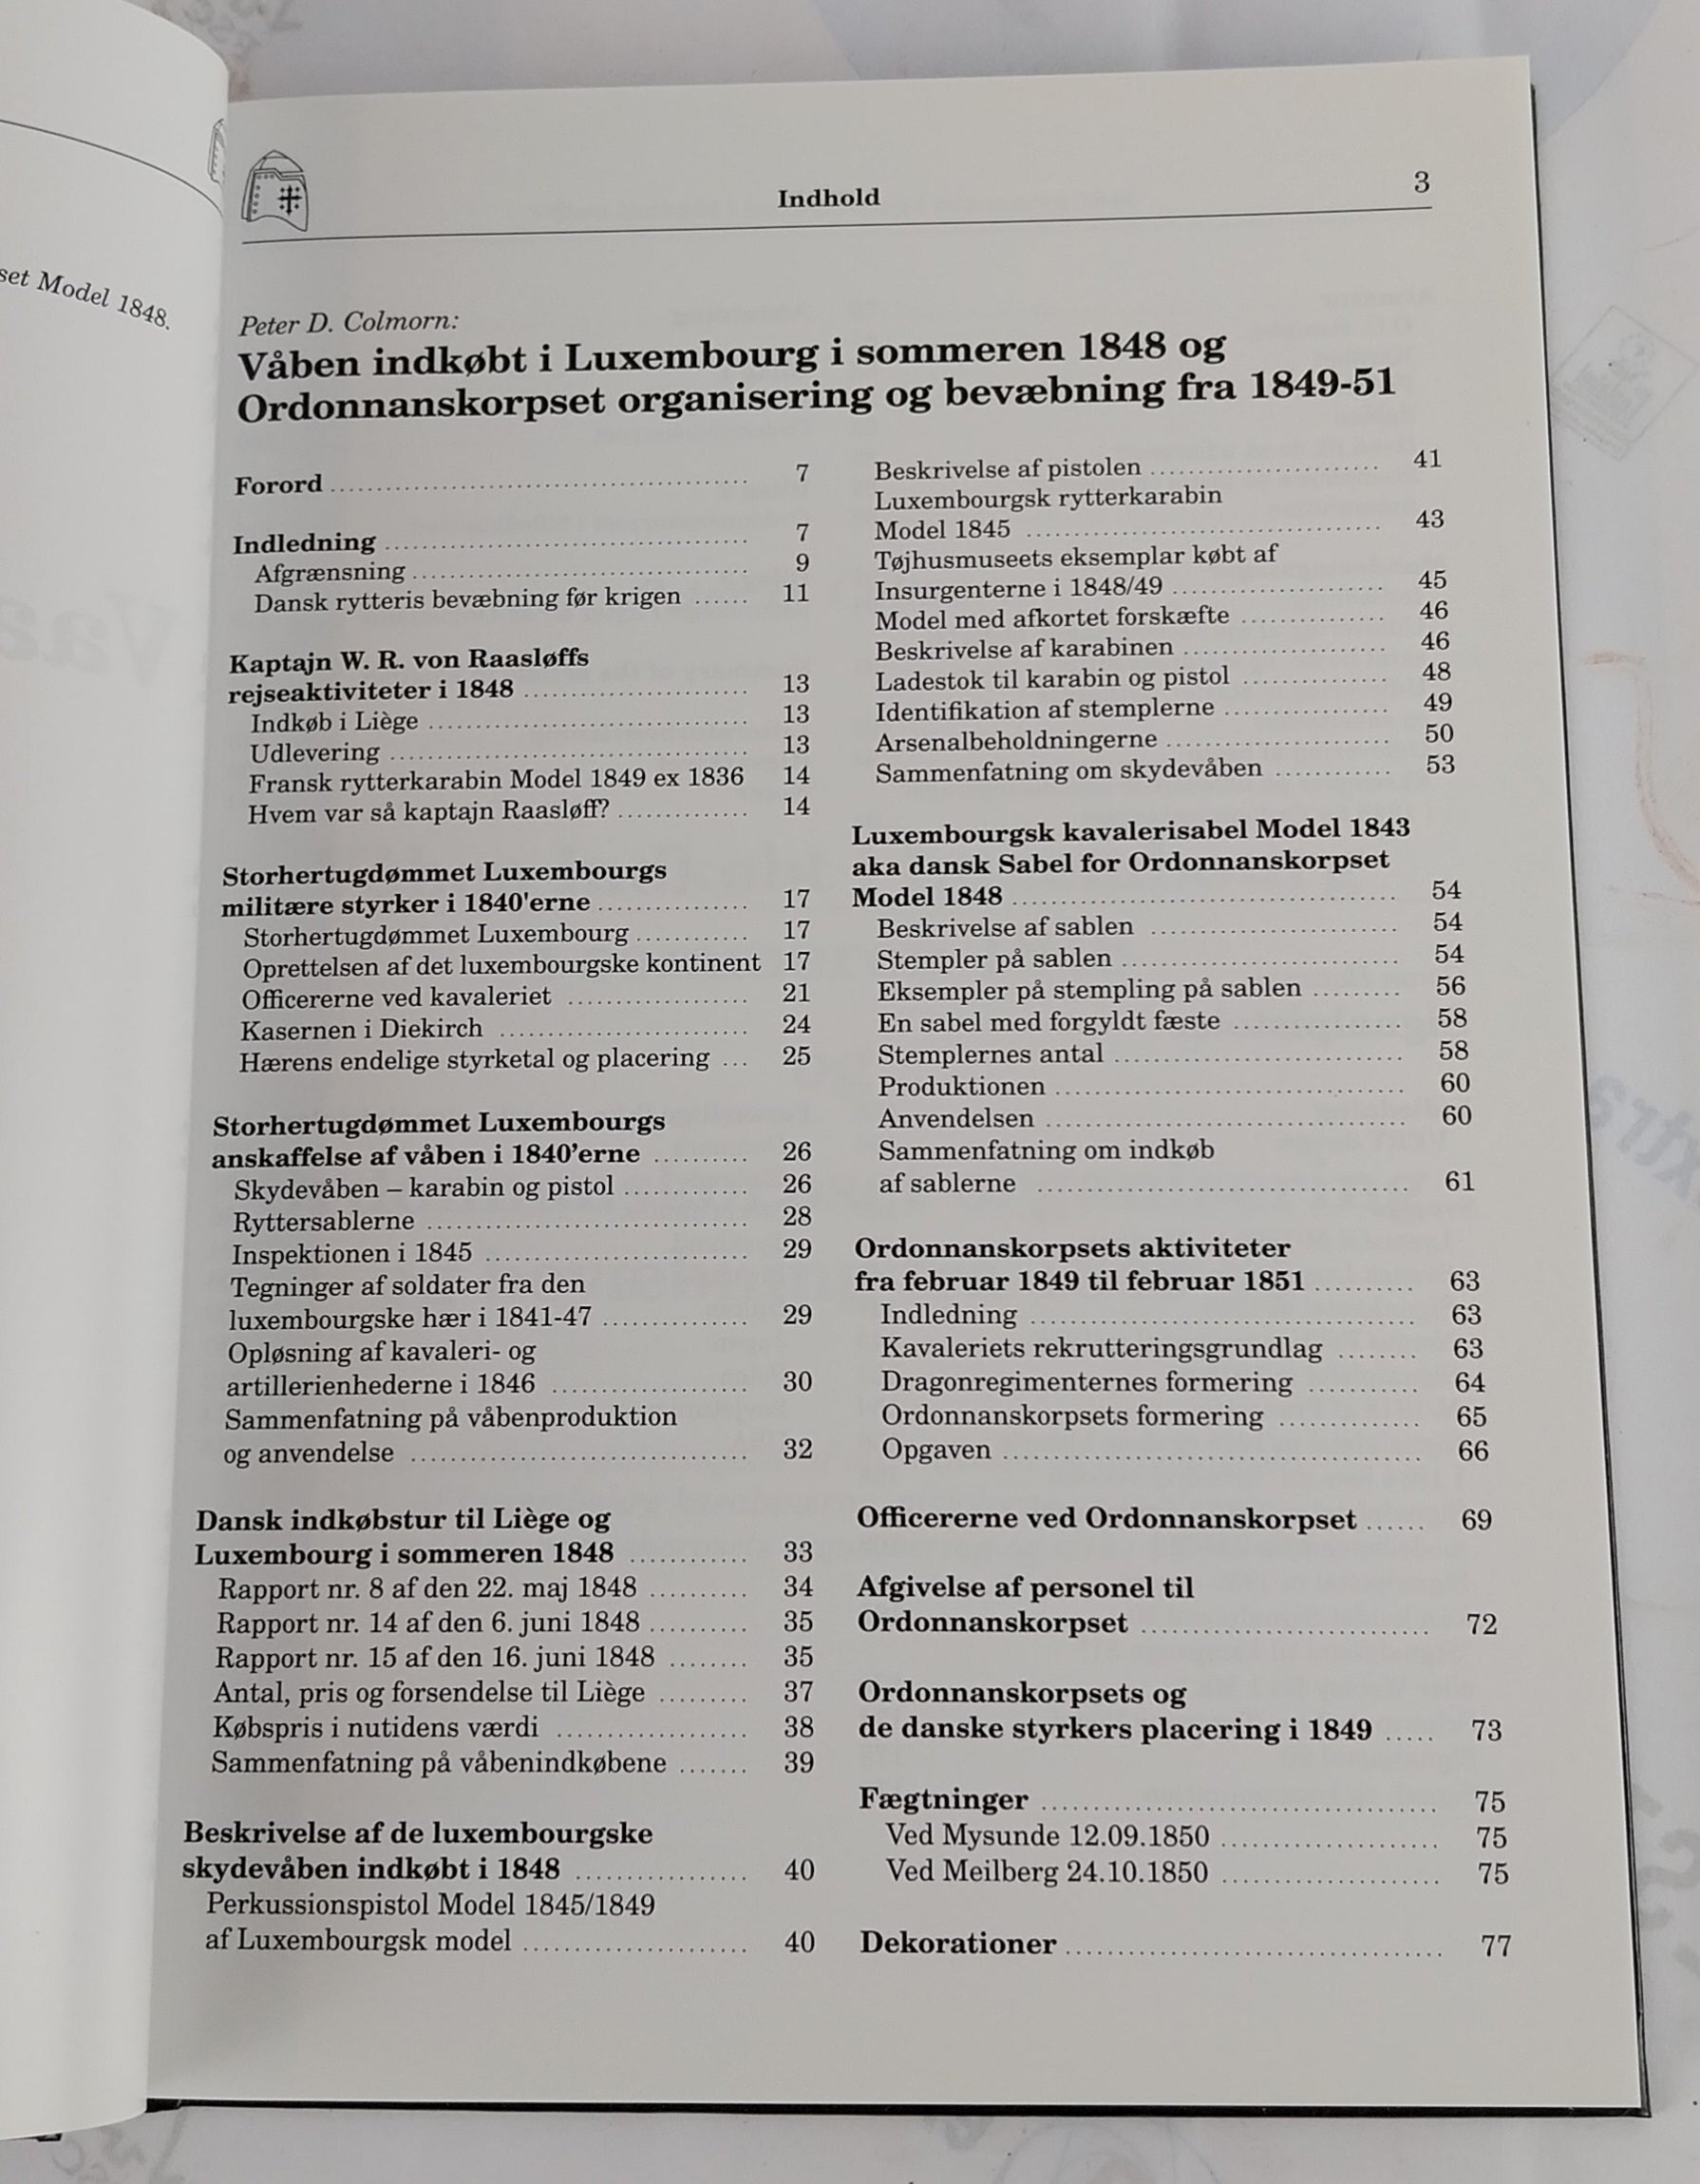 set Model 1848.
Indhold
3
Peter D. Colmorn:
Våben indkøbt i Luxembourg i sommeren 1848 og
Ordonnanskorpset organisering og bevæbning fra 1849-51
Forord 7
Indledning 7
Afgrænsning 9
Dansk rytteris bevæbning før krigen 11
Kaptajn W. R. von Raasløffs
rejseaktiviteter i 1848 13
Indkøb i Liège 13
Udlevering 13
Fransk rytterkarabin Model 1849 ex 1836 14
Hvem var så kaptajn Raasløff? 14
Storhertugdømmet Luxembourgs
militære styrker i 1840'erne 17
Storhertugdømmet Luxembourg 17
Oprettelsen af det luxembourgske kontinent 17
Officererne ved kavaleriet 21
Kasernen i Diekirch 24
Hærens endelige styrketal og placering 25
Storhertugdømmet Luxembourgs
anskaffelse af våben i 1840’erne 26
Skydevåben – karabin og pistol 26
Ryttersablerne 28
Inspektionen i 1845 29
Tegninger af soldater fra den
luxembourgske hær i 1841-47 29
Opløsning af kavaleri- og
artillerienhederne i 1846 30
Sammenfatning på våbenproduktion
og anvendelse 32
Dansk indkøbstur til Liège og
Luxembourg i sommeren 1848 33
Rapport nr. 8 af den 22. maj 1848 34
Rapport nr. 14 af den 6. juni 1848 35
Rapport nr. 15 af den 16. juni 1848 35
Antal, pris og forsendelse til Liège 37
Købspris i nutidens værdi 38
Sammenfatning på våbenindkøbene 39
Beskrivelse af de luxembourgske
skydevåben indkøbt i 1848 40
Perkussionspistol Model 1845/1849
af Luxembourgsk model 40
Beskrivelse af pistolen 41
Luxembourgsk rytterkarabin
Model 1845 43
Tøjhusmuseets eksemplar købt af
Insurgenterne i 1848/49 45
Model med afkortet forskæfte 46
Beskrivelse af karabinen 46
Ladestok til karabin og pistol 48
Identifikation af stemplerne 49
Arsenalbeholdningerne 50
Sammenfatning om skydevåben 53
Luxembourgsk kavalerisabel Model 1843
aka dansk Sabel for Ordonnanskorpset
Model 1848 54
Beskrivelse af sablen 54
Stempler på sablen 54
Eksempler på stempling på sablen 56
En sabel med forgyldt fæste 58
Stemplernes antal 58
Produktionen 60
Anvendelsen 60
Sammenfatning om indkøb
af sablerne 61
Ordonnanskorpsets aktiviteter
fra februar 1849 til februar 1851 63
Indledning 63
Kavaleriets rekrutteringsgrundlag 63
Dragonregimenternes formering 64
Ordonnanskorpsets formering 65
Opgaven 66
Officererne ved Ordonnanskorpset 69
Afgivelse af personel til
Ordonnanskorpset 72
Ordonnanskorpsets og
de danske styrkers placering i 1849 73
Fægtninger 75
Ved Mysunde 12.09.1850 75
Ved Meilberg 24.10.1850 75
Dekorationer 77